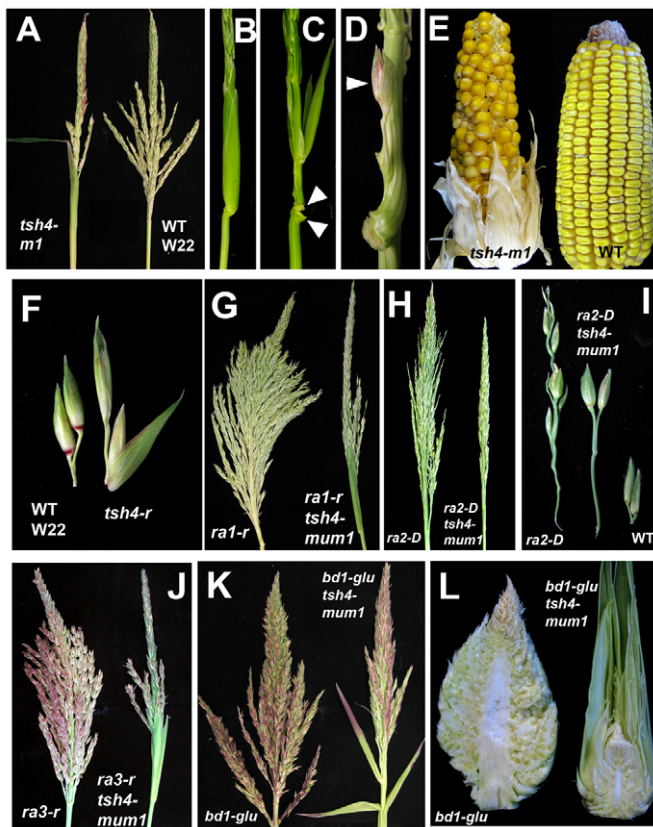 A
tsh4-
m1
WT
W22
B
C
D
E
tsh4-m1
WT
F
WT
W22
tsh4-r
G
ra1-r
ra1-r
tsh4-
mum1
H
ra2-D
ra2-D
tsh4-
mum1
I
ra2-D
tsh4-
mum1
ra2-D
WT
J
ra3-r
ra3-r
tsh4-
mum1
K
bd1-glu
tsh4-
mum1
bd1-glu
L
bd1-glu
tsh4-
mum1
bd1-glu